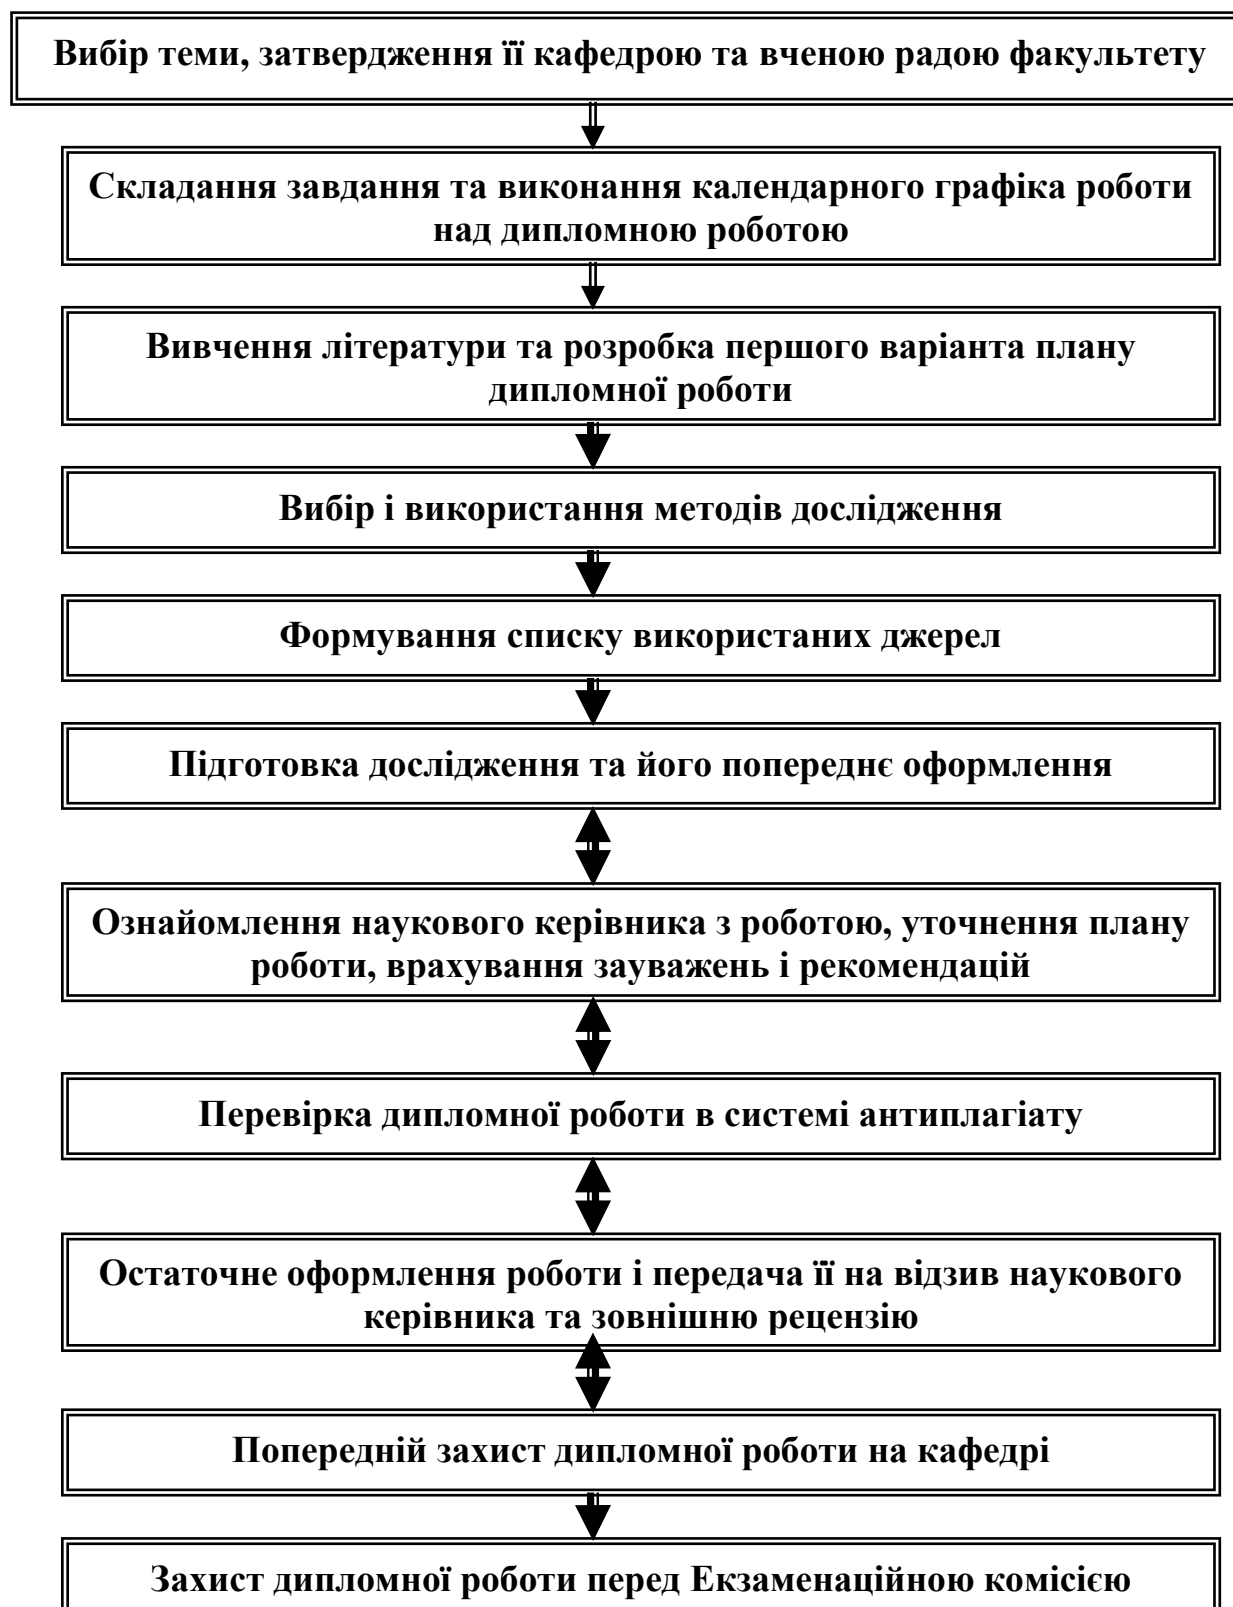 Вибір теми, затвердження її кафедрою та вченою радою факультету
Складання завдання та виконання календарного графіка роботи
над дипломною роботою
Вивчення літератури та розробка першого варіанта плану
дипломної роботи
Вибір і використання методів дослідження
Формування списку використаних джерел
Підготовка дослідження та його попереднє оформлення
Ознайомлення наукового керівника з роботою, уточнення плану
роботи, врахування зауважень і рекомендацій
Перевірка дипломної роботи в системі антиплагіату
Остаточне оформлення роботи і передача її на відзив наукового
керівника та зовнішню рецензію
Попередній захист дипломної роботи на кафедрі
Захист дипломної роботи перед Екзаменаційною комісією